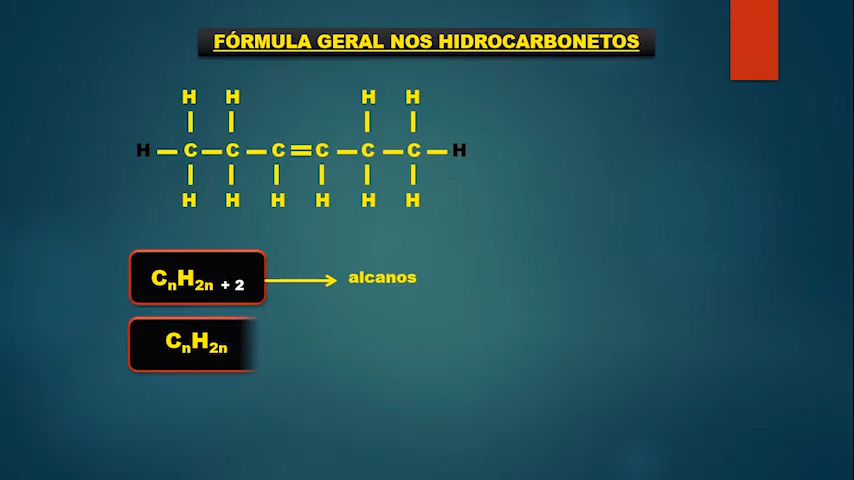 FÓRMULA GERAL NOS HIDROCARBONETOS
H H H H
H — C — C — C = C — C — C — H
H H H H H H
CnH2n + 2 → alcanos
CnH2n